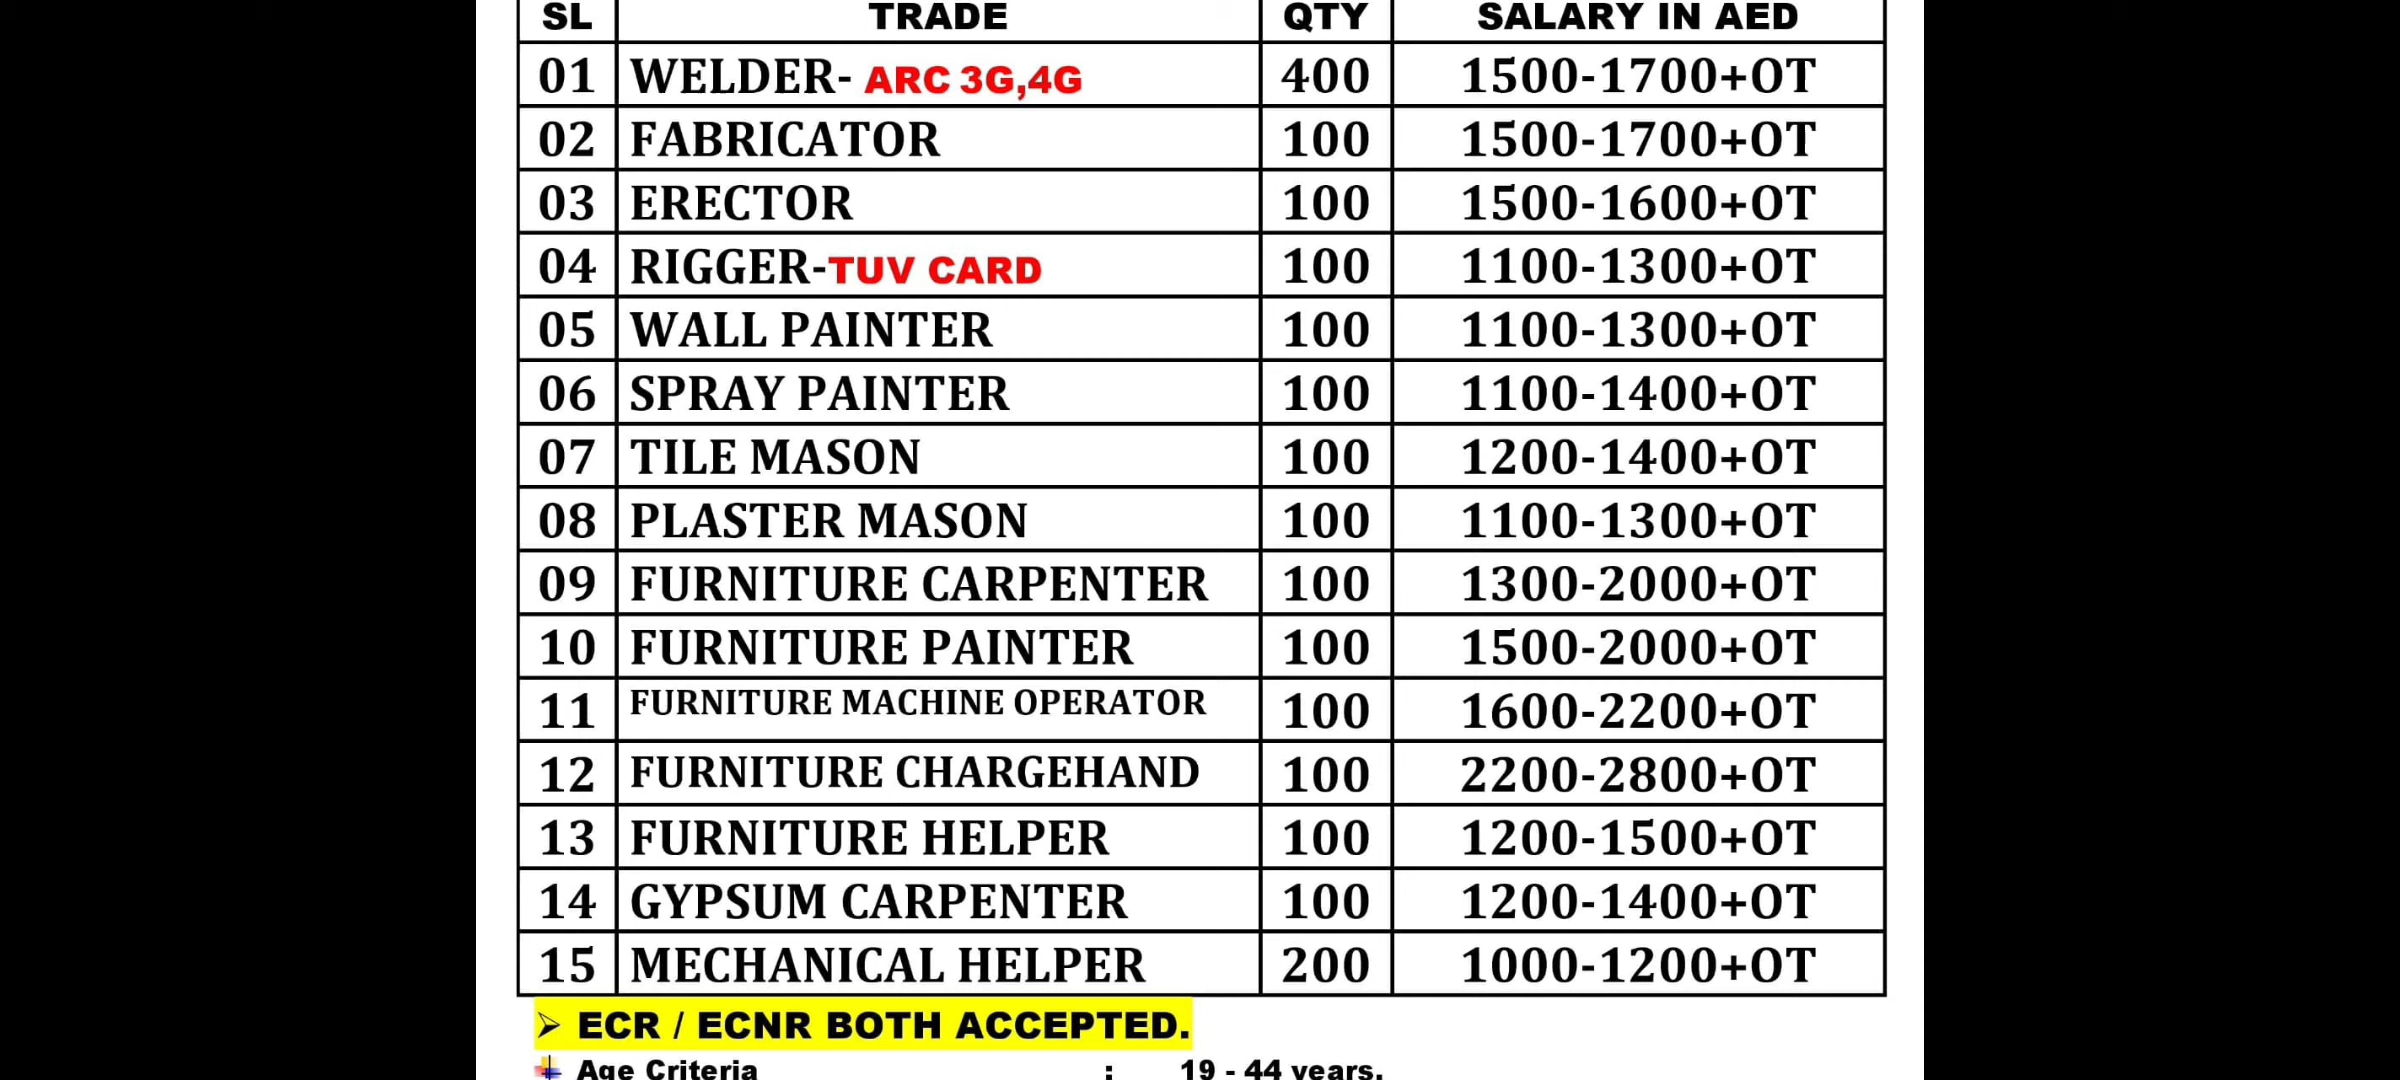 SL TRADE QTY SALARY IN AED
01 WELDER- ARC 3G,4G 400 1500-1700+OT
02 FABRICATOR 100 1500-1700+OT
03 ERECTOR 100 1500-1600+OT
04 RIGGER-TUV CARD 100 1100-1300+OT
05 WALL PAINTER 100 1100-1300+OT
06 SPRAY PAINTER 100 1100-1400+OT
07 TILE MASON 100 1200-1400+OT
08 PLASTER MASON 100 1100-1300+OT
09 FURNITURE CARPENTER 100 1300-2000+OT
10 FURNITURE PAINTER 100 1500-2000+OT
11 FURNITURE MACHINE OPERATOR 100 1600-2200+OT
12 FURNITURE CHARGEHAND 100 2200-2800+OT
13 FURNITURE HELPER 100 1200-1500+OT
14 GYPSUM CARPENTER 100 1200-1400+OT
15 MECHANICAL HELPER 200 1000-1200+OT
➢ ECR / ECNR BOTH ACCEPTED.
Age Criteria : 19 - 44 years.